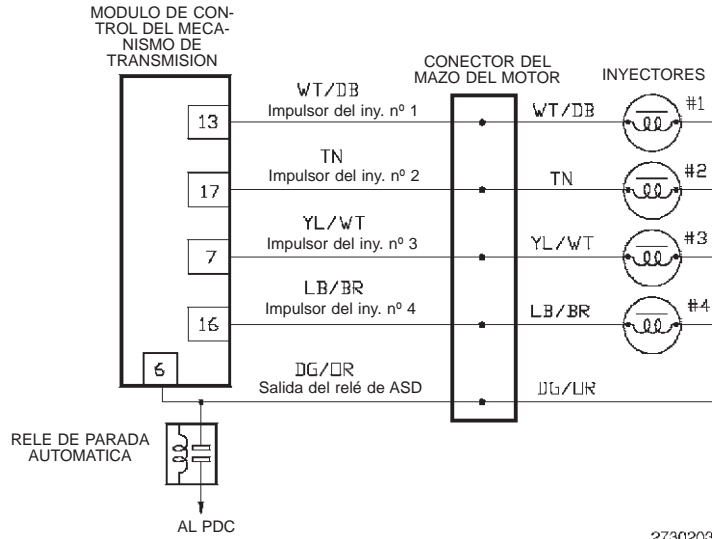 MODULO DE CON-
TROL DEL MECA-
NISMO DE
TRANSMISION
CONECTOR DEL
MAZO DEL MOTOR
INYECTORES
13
WT/DB
Impulsor del iny. nº 1
WT/DB
#1
17
TN
Impulsor del iny. nº 2
TN
#2
7
YL/WT
Impulsor del iny. nº 3
YL/WT
#3
16
LB/BR
Impulsor del iny. nº 4
LB/BR
#4
6
DG/OR
Salida del relé de ASD
DG/OR
RELE DE PARADA
AUTOMATICA
AL PDC
2730203